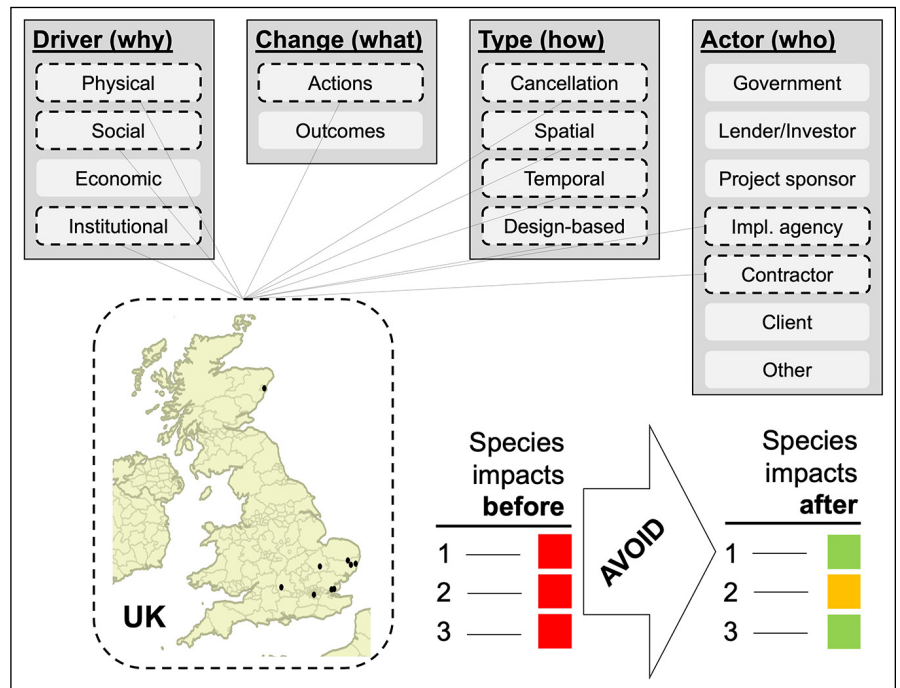 Driver (why)
Physical
Social
Economic
Institutional
Change (what)
Actions
Outcomes
Type (how)
Cancellation
Spatial
Temporal
Design-based
Actor (who)
Government
Lender/Investor
Project sponsor
Impl. agency
Contractor
Client
Other
UK
Species
impacts
before
1
2
3
AVOID
Species
impacts
after
1
2
3